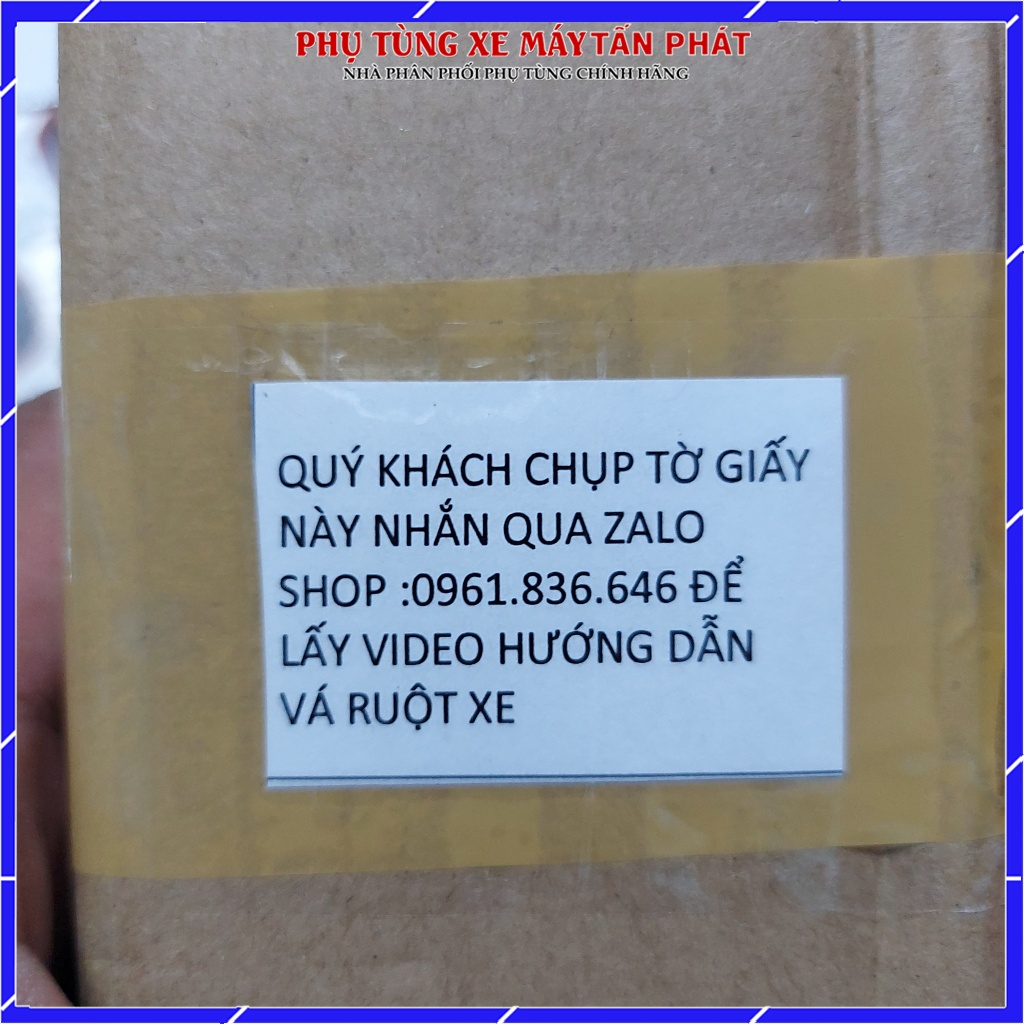 PHỤ TÙNG XE MÁY TẤN PHÁT
NHÀ PHÂN PHỐI PHỤ TÙNG CHÍNH HÃNG
QUÝ KHÁCH CHỤP TỜ GIẤY
NÀY NHẮN QUA ZALO
SHOP :0961.836.646 ĐỂ
LẤY VIDEO HƯỚNG DẪN
VÁ RUỘT XE